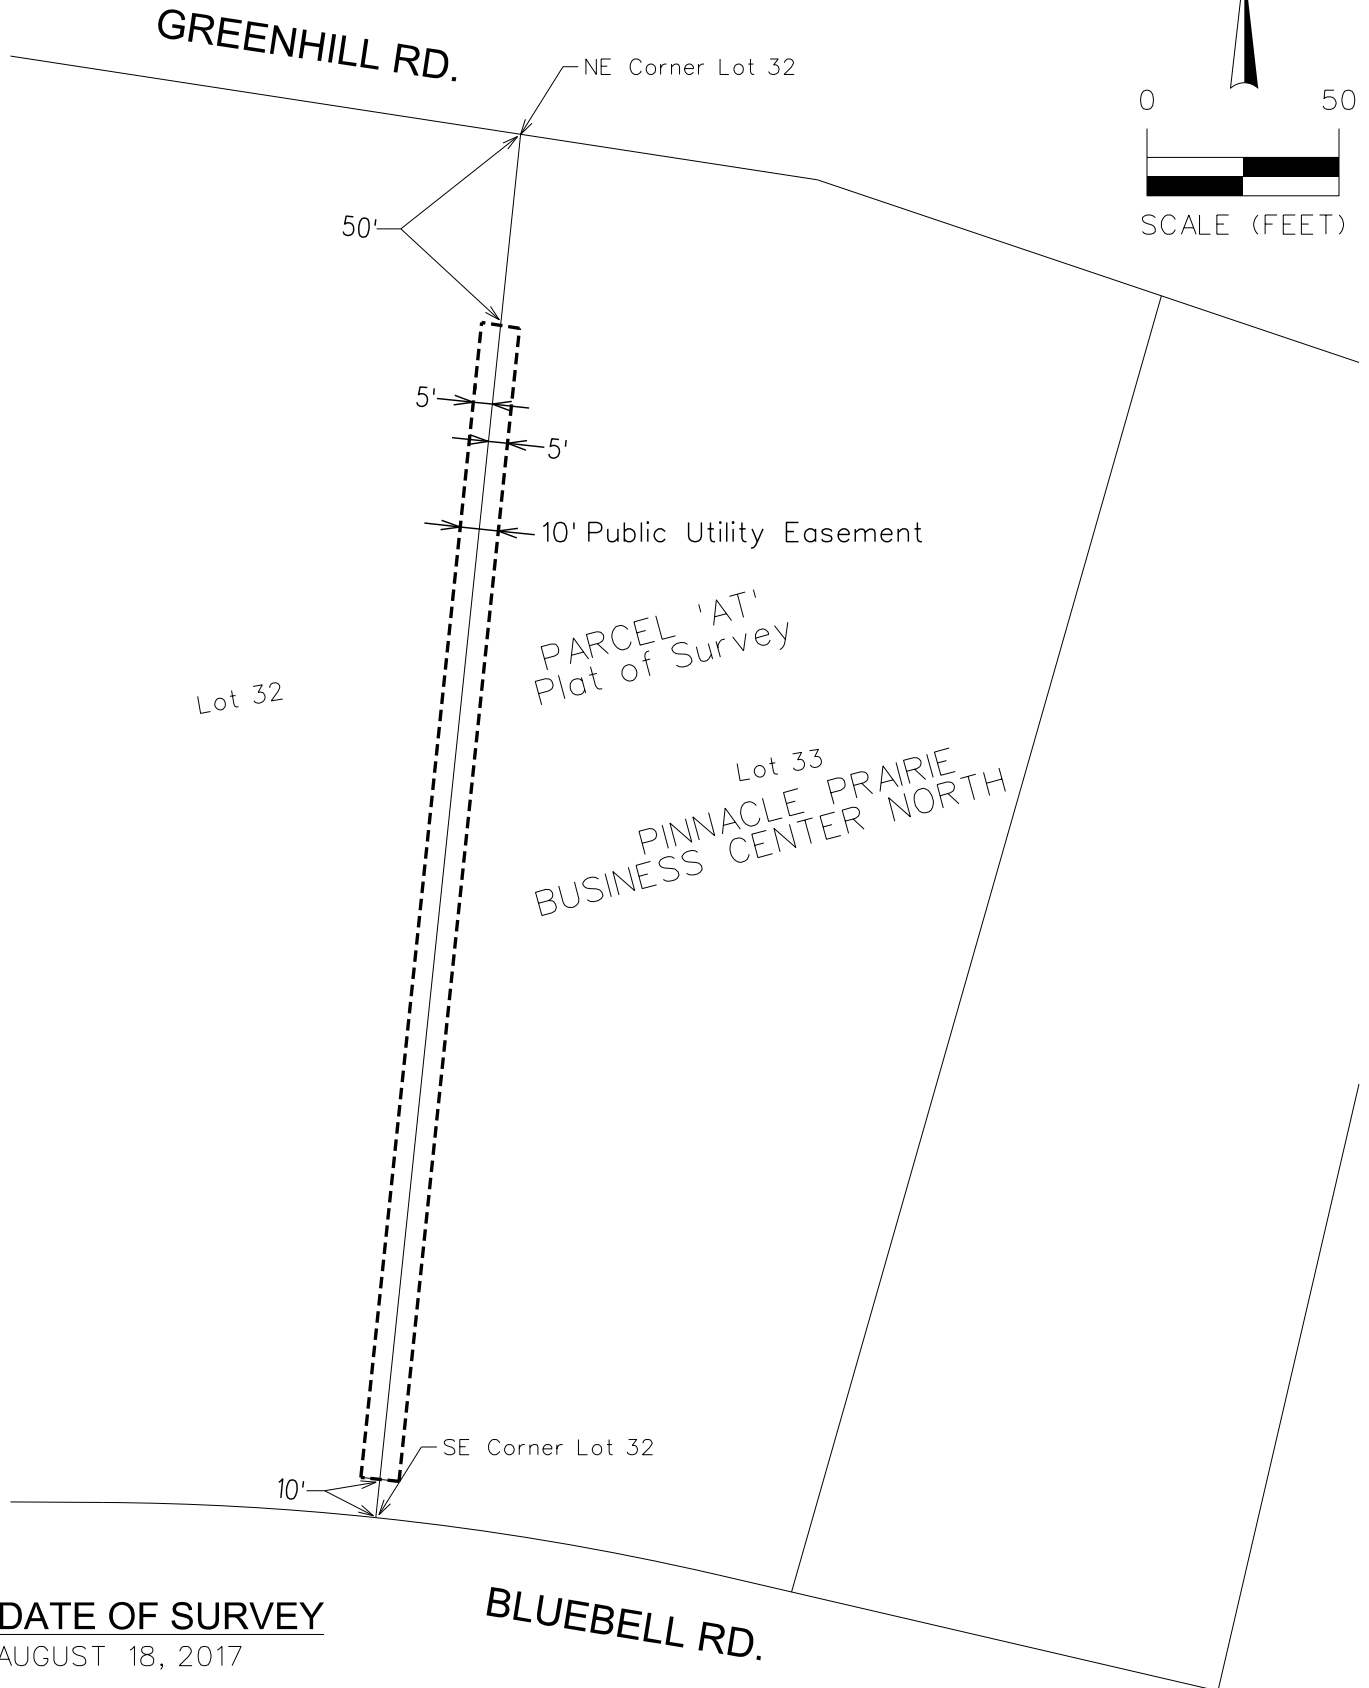 GREENHILL RD.
NE Corner Lot 32
0 50
SCALE (FEET)
50'
5'
5'
10' Public Utility Easement
PARCEL 'AT'
Plat of Survey
Lot 32
Lot 33
PINNACLE PRAIRIE
BUSINESS CENTER NORTH
SE Corner Lot 32
10'
BLUEBELL RD.
DATE OF SURVEY
AUGUST 18, 2017